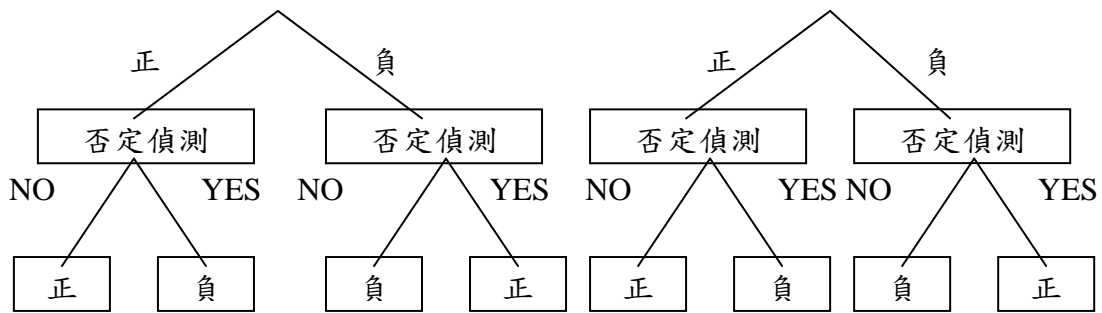 正 負 正 負
否定偵測 否定偵測 否定偵測 否定偵測
NO YES NO YES NO YES NO YES
正 負 負 正 正 負 負 正